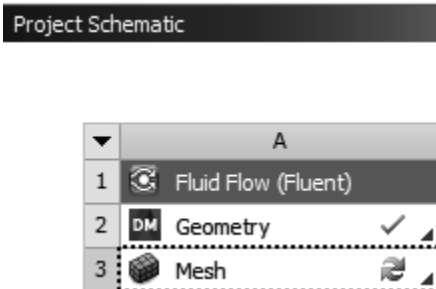 Project Schematic
A
1 Fluid Flow (Fluent)
2 DM Geometry
3 Mesh